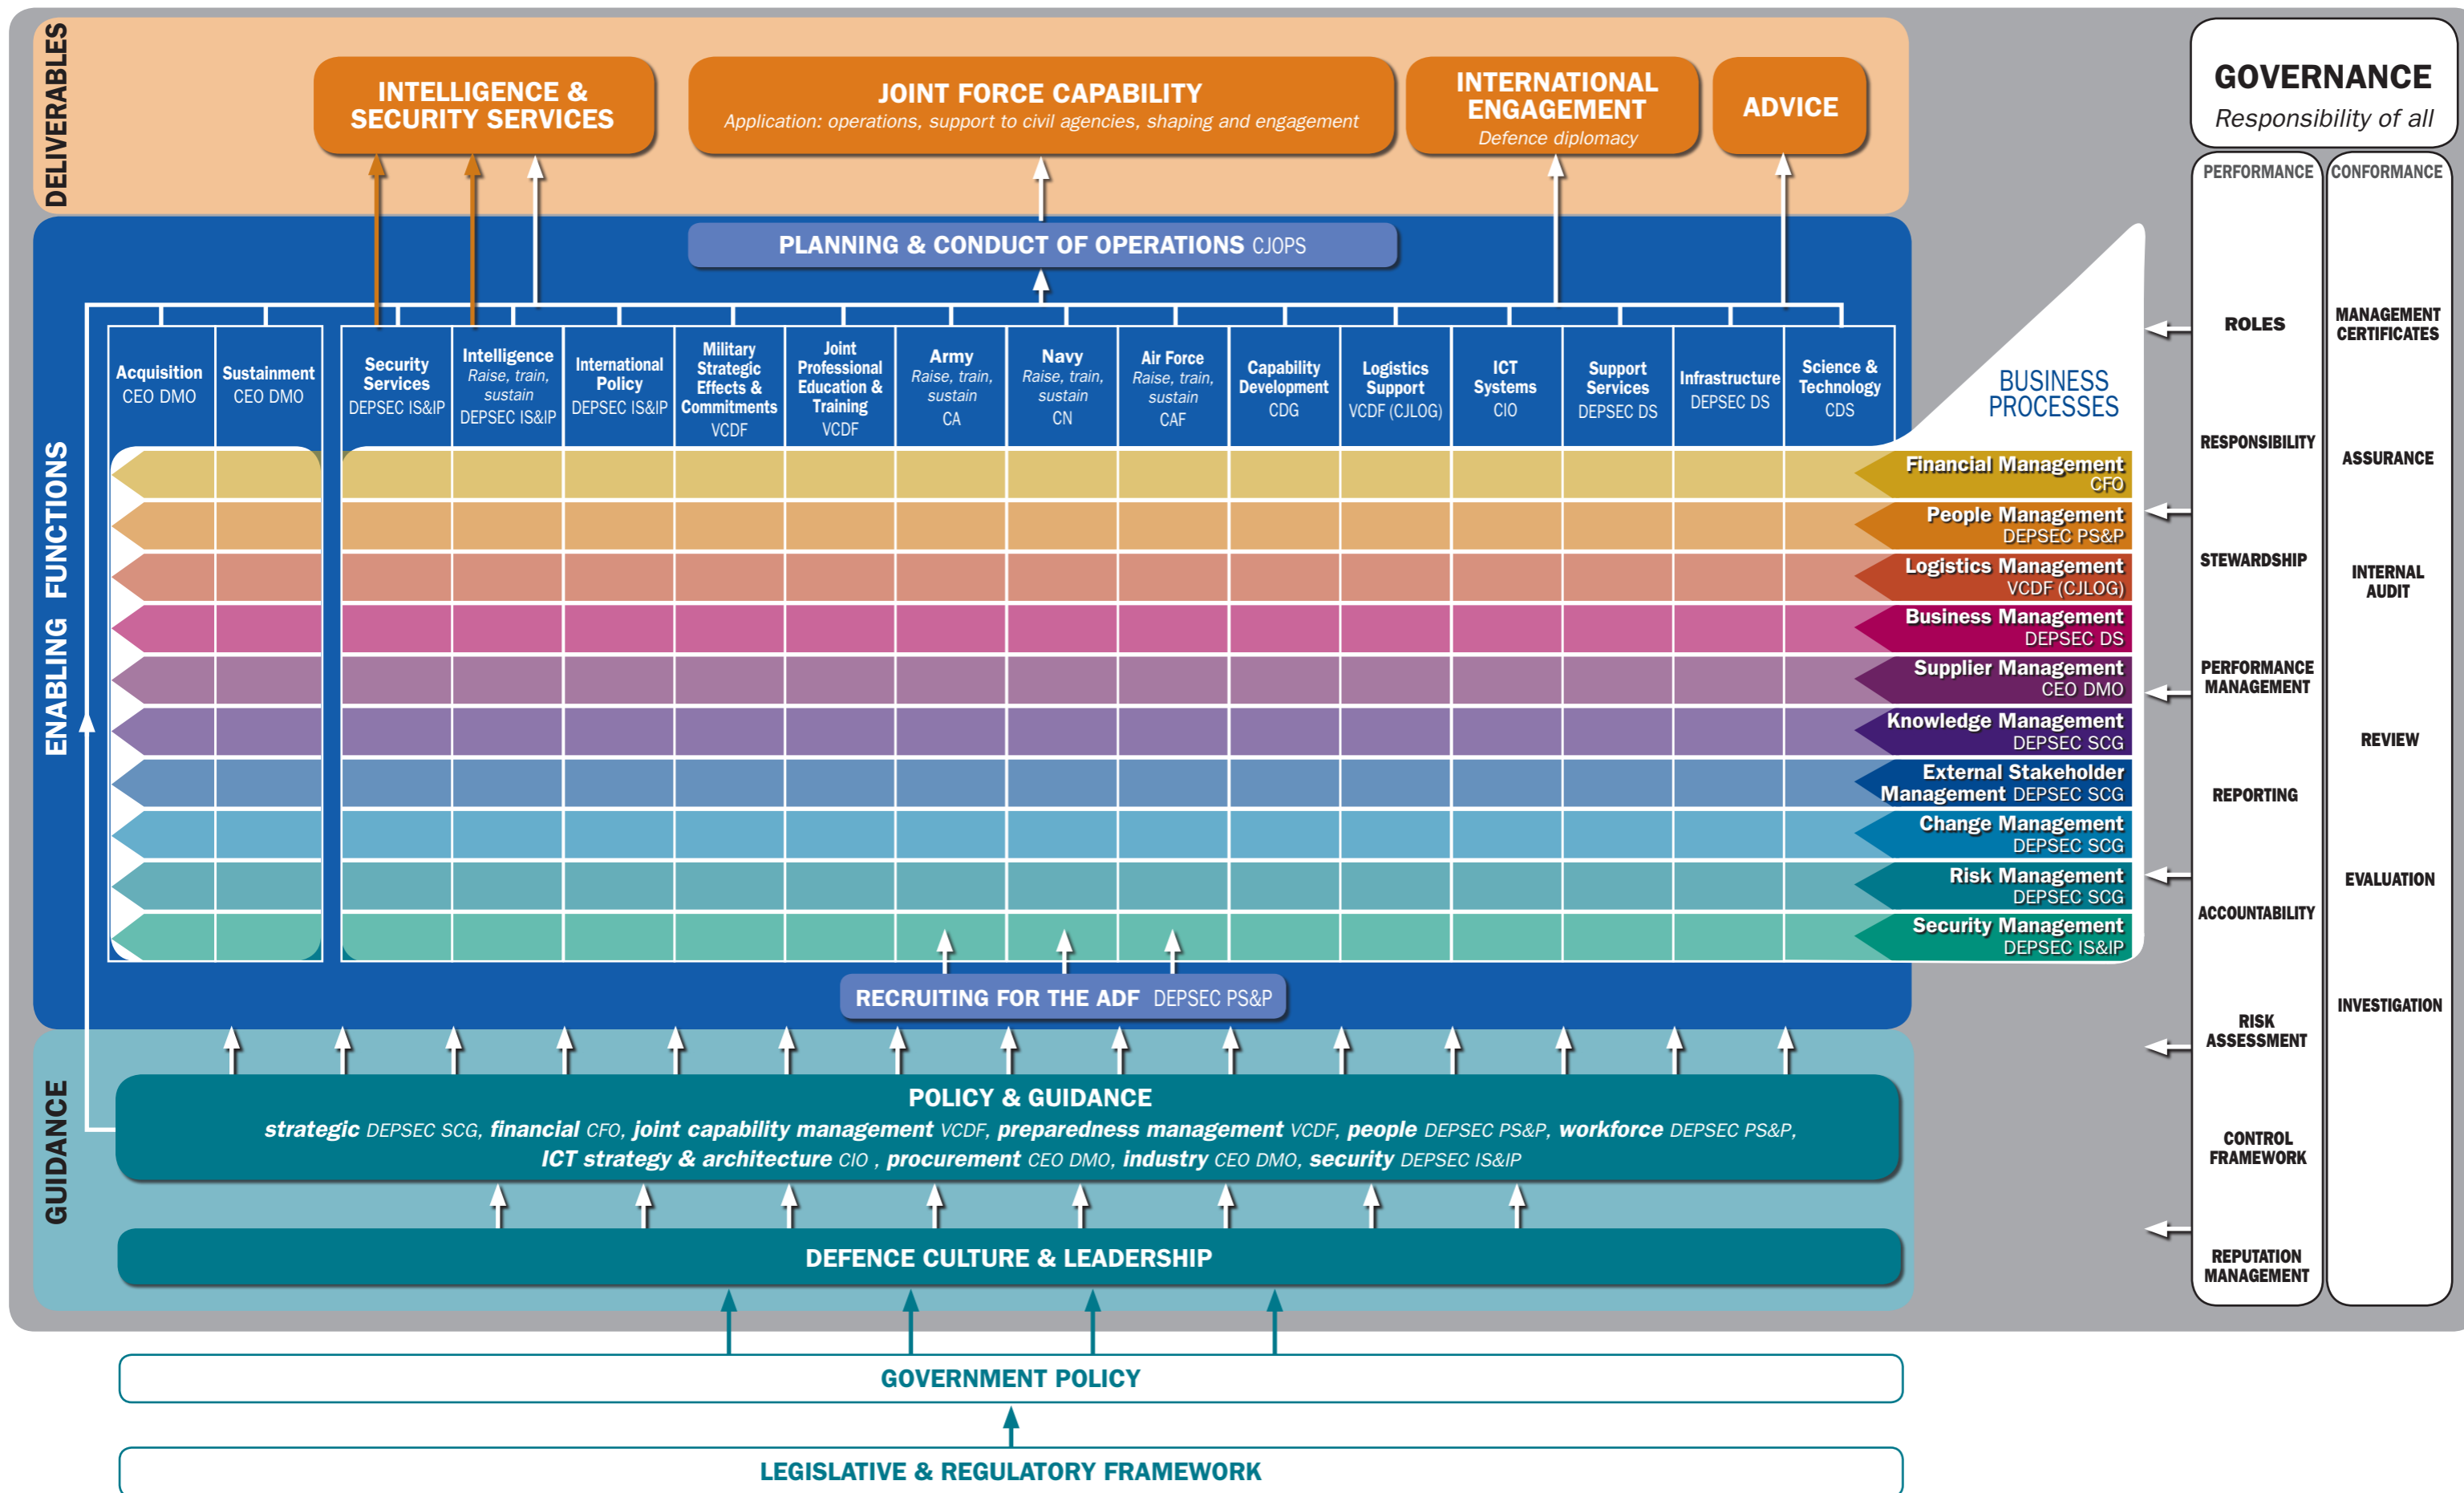 DELIVERABLES
INTELLIGENCE &
SECURITY SERVICES
JOINT FORCE CAPABILITY
Application: operations, support to civil agencies, shaping and engagement
INTERNATIONAL
ENGAGEMENT
Defence diplomacy
ADVICE
ENABLING FUNCTIONS
PLANNING & CONDUCT OF OPERATIONS CJOPS
Acquisition
CEO DMO
Sustainment
CEO DMO
Security
Services
DEPSEC IS&IP
Intelligence
Raise, train,
sustain
DEPSEC IS&IP
International
Policy
DEPSEC IS&IP
Military
Strategic
Effects &
Commitments
VCDF
Joint
Professional
Education &
Training
VCDF
Army
Raise, train,
sustain
CA
Navy
Raise, train,
sustain
CN
Air Force
Raise, train,
sustain
CAF
Capability
Development
CDG
Logistics
Support
VCDF (CJLOG)
ICT
Systems
CIO
Support
Services
DEPSEC DS
Infrastructure
DEPSEC DS
Science &
Technology
CDS
BUSINESS
PROCESSES
Financial Management
CFO
People Management
DEPSEC PS&P
Logistics Management
VCDF (CJLOG)
Business Management
DEPSEC DS
Supplier Management
CEO DMO
Knowledge Management
DEPSEC SCG
External Stakeholder
Management DEPSEC SCG
Change Management
DEPSEC SCG
Risk Management
DEPSEC SCG
Security Management
DEPSEC IS&IP
RECRUITING FOR THE ADF DEPSEC PS&P
GUIDANCE
POLICY & GUIDANCE
strategic DEPSEC SCG, financial CFO, joint capability management VCDF, preparedness management VCDF, people DEPSEC PS&P, workforce DEPSEC PS&P,
ICT strategy & architecture CIO , procurement CEO DMO, industry CEO DMO, security DEPSEC IS&IP
DEFENCE CULTURE & LEADERSHIP
GOVERNMENT POLICY
LEGISLATIVE & REGULATORY FRAMEWORK
GOVERNANCE
Responsibility of all
PERFORMANCE
ROLES
RESPONSIBILITY
STEWARDSHIP
PERFORMANCE
MANAGEMENT
REPORTING
ACCOUNTABILITY
RISK
ASSESSMENT
CONTROL
FRAMEWORK
REPUTATION
MANAGEMENT
CONFORMANCE
MANAGEMENT
CERTIFICATES
ASSURANCE
INTERNAL
AUDIT
REVIEW
EVALUATION
INVESTIGATION